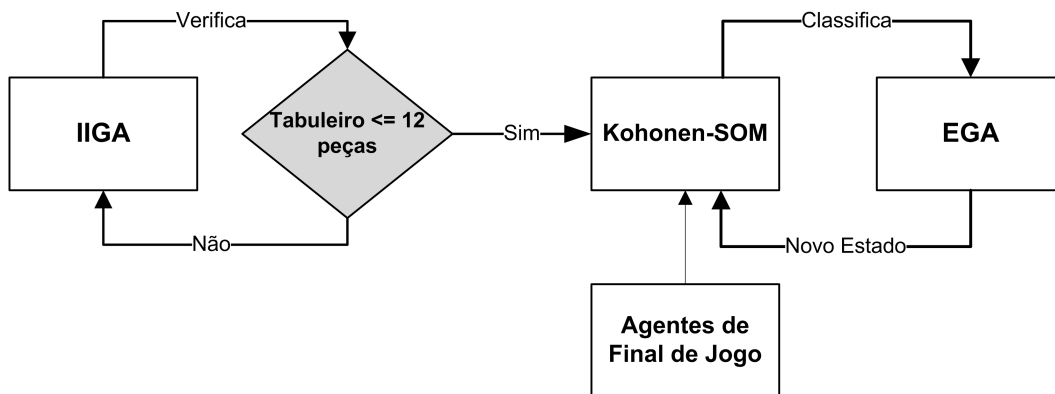 Verifica
Classifica
IIGA
Tabuleiro <= 12
peças
Sim
Kohonen-SOM
EGA
Não
Novo Estado
Agentes de
Final de Jogo